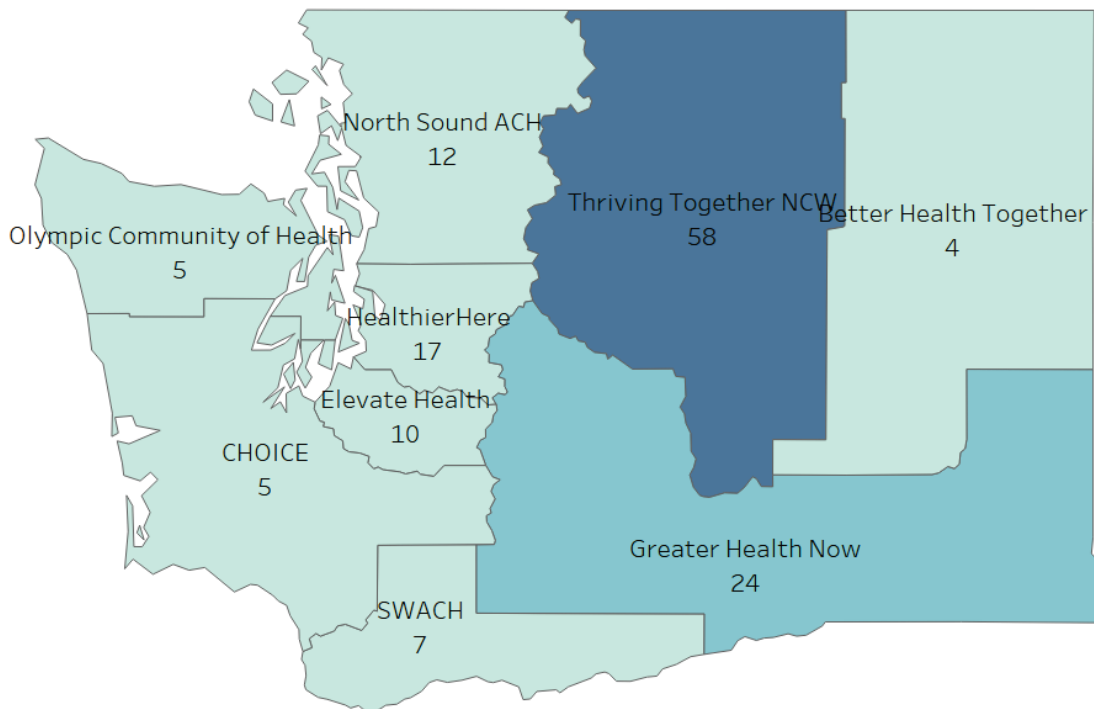 North Sound ACH
12
Thriving Together NCW
58
Better Health Together
4
Olympic Community of Health
5
HealthierHere
17
Elevate Health
10
CHOICE
5
Greater Health Now
24
SWACH
7